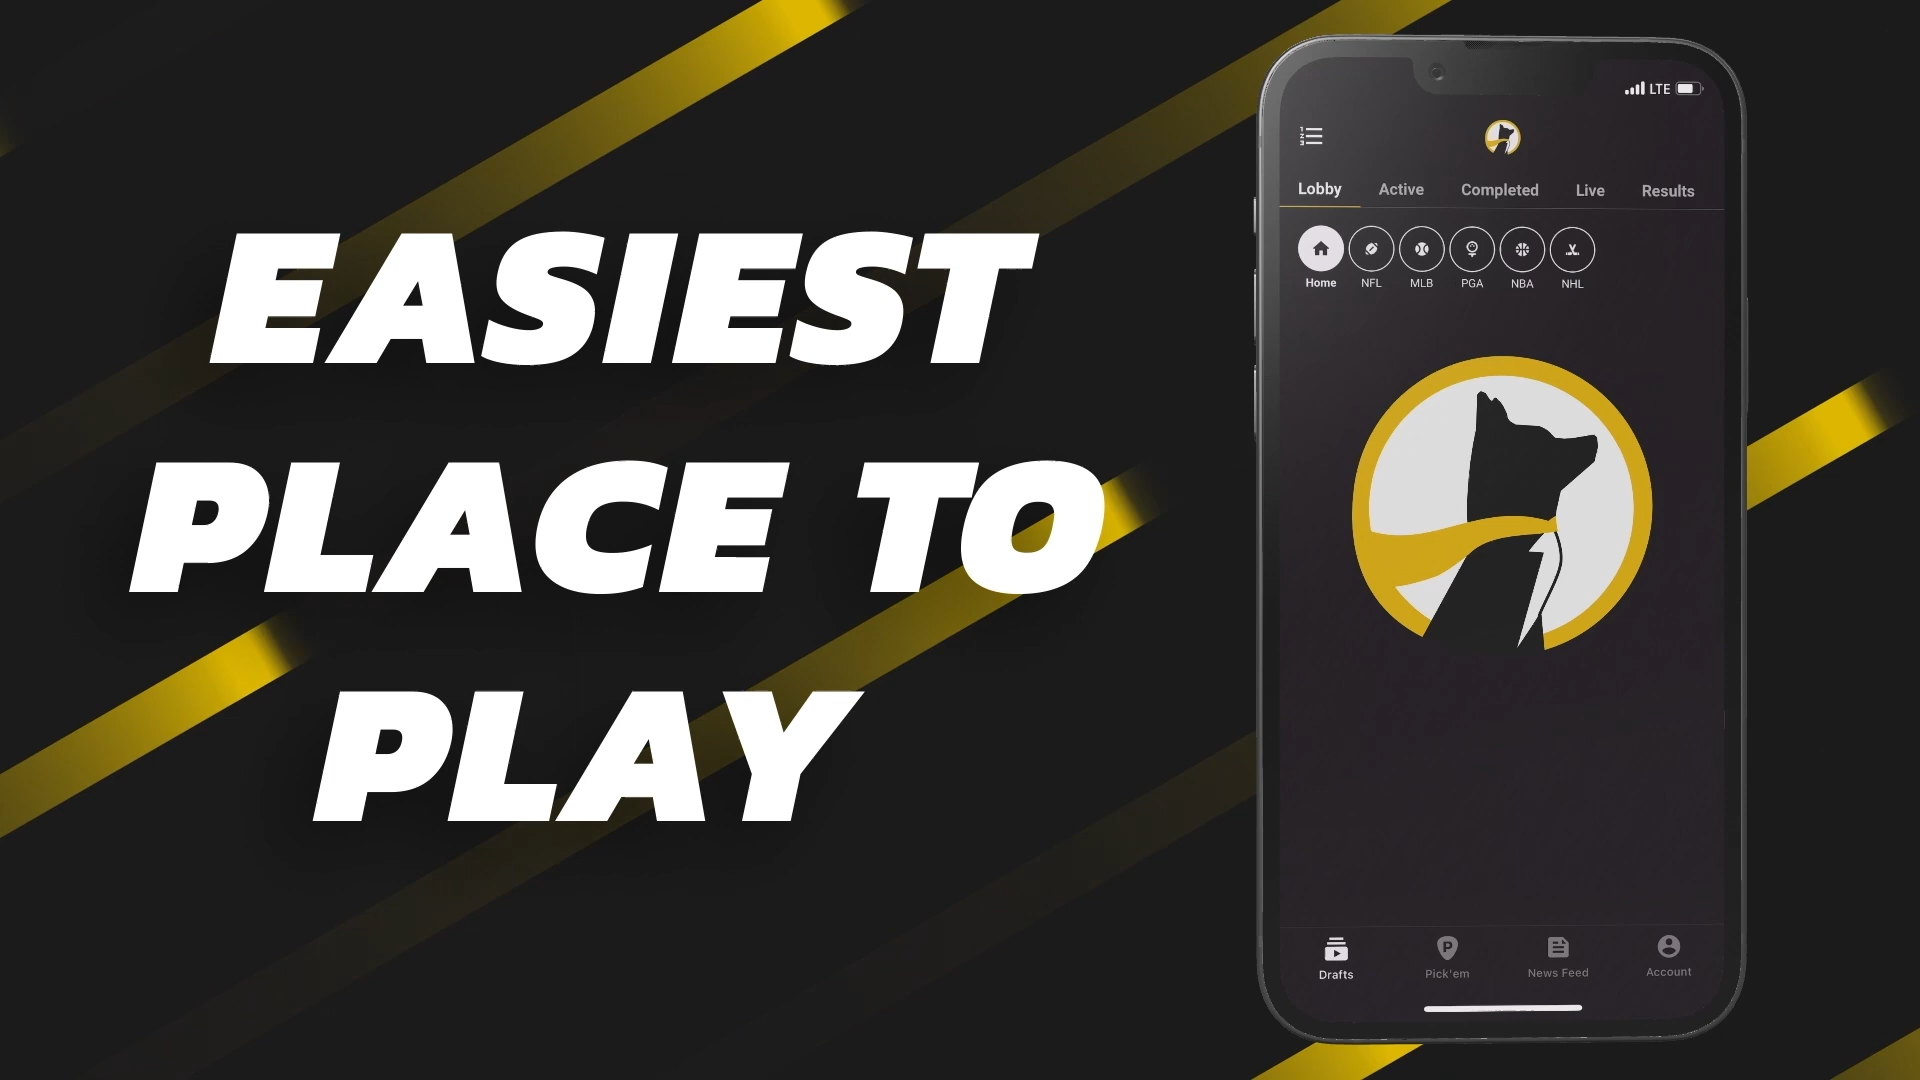 EASIEST
PLACE TO
PLAY
LTE
Lobby Active Completed Live Results
Home NFL MLB PGA NBA NHL
Drafts Pick'em News Feed Account